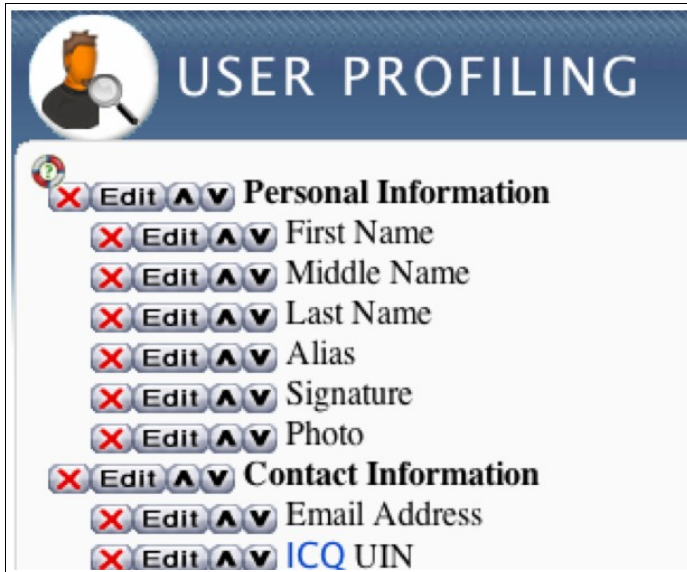 USER PROFILING
? Edit Personal Information
Edit First Name
Edit Middle Name
Edit Last Name
Edit Alias
Edit Signature
Edit Photo
Edit Contact Information
Edit Email Address
Edit ICQ UIN